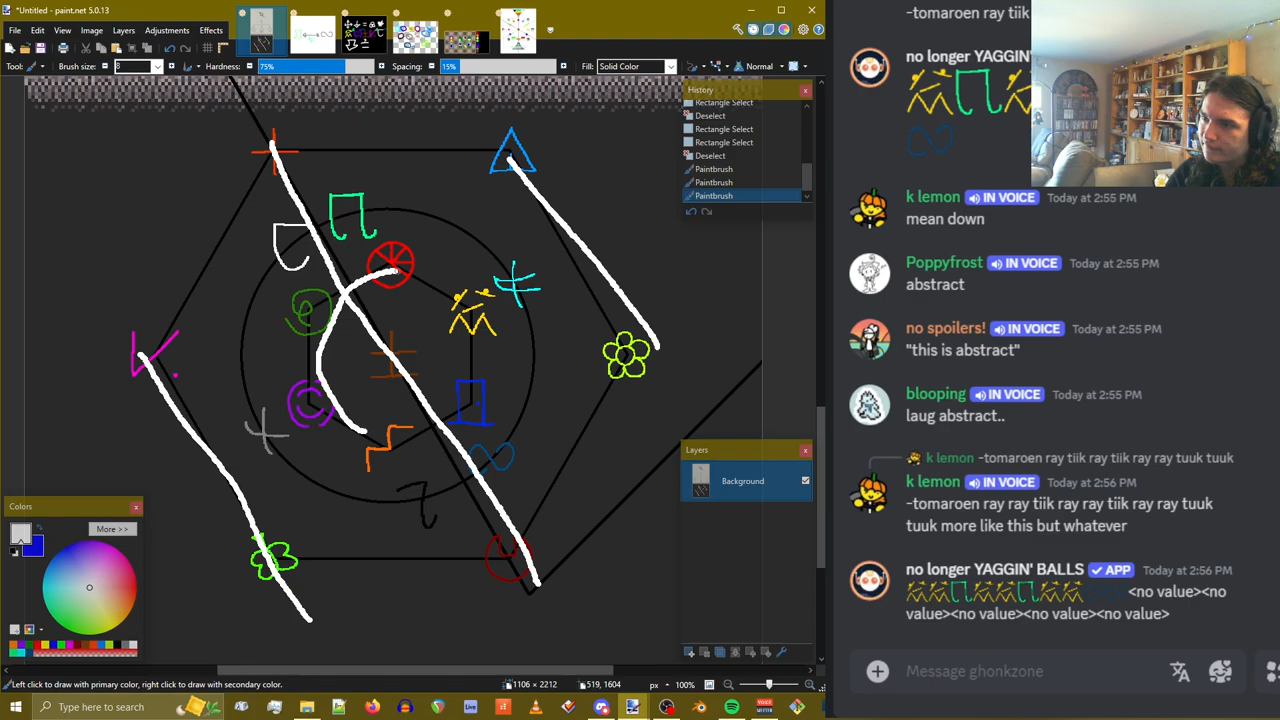 *Untitled - paint.net 5.0.13
File Edit View Image Layers Adjustments Effects
Tool: Brush size: 8 Hardness: 75% Spacing: 15% Fill: Solid Color Normal
History
Rectangle Select
Deselect
Rectangle Select
Rectangle Select
Deselect
Paintbrush
Paintbrush
Paintbrush
Layers
Background
Colors
More >>
Left click to draw with primary color, right click to draw with secondary color.
1106 × 2212
519, 1604
px
100%
Type here to search
-tomaroen ray tiik
no longer YAGGIN'
k lemon IN VOICE Today at 2:55 PM
mean down
Poppyfrost IN VOICE Today at 2:55 PM
abstract
no spoilers! IN VOICE Today at 2:55 PM
"this is abstract"
blooping IN VOICE Today at 2:55 PM
laug abstract..
k lemon -tomaroen ray ray tiik ray ray tiik ray ray tuuk tuuk
k lemon IN VOICE Today at 2:56 PM
-tomaroen ray ray tiik ray ray tiik ray ray tuuk
tuuk more like this but whatever
no longer YAGGIN' BALLS APP Today at 2:56 PM
<no value><no
value><no value><no value><no value>
Message ghonkzone